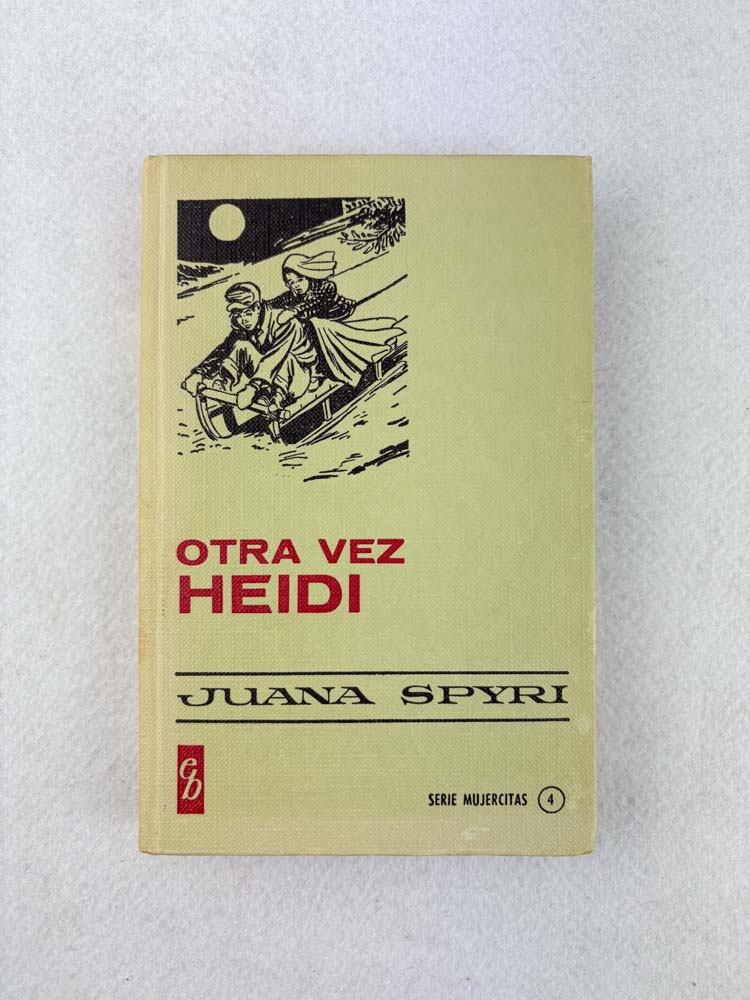 OTRA VEZ
HEIDI
JUANA SPYRI
eb
SERIE MUJERCITAS 4